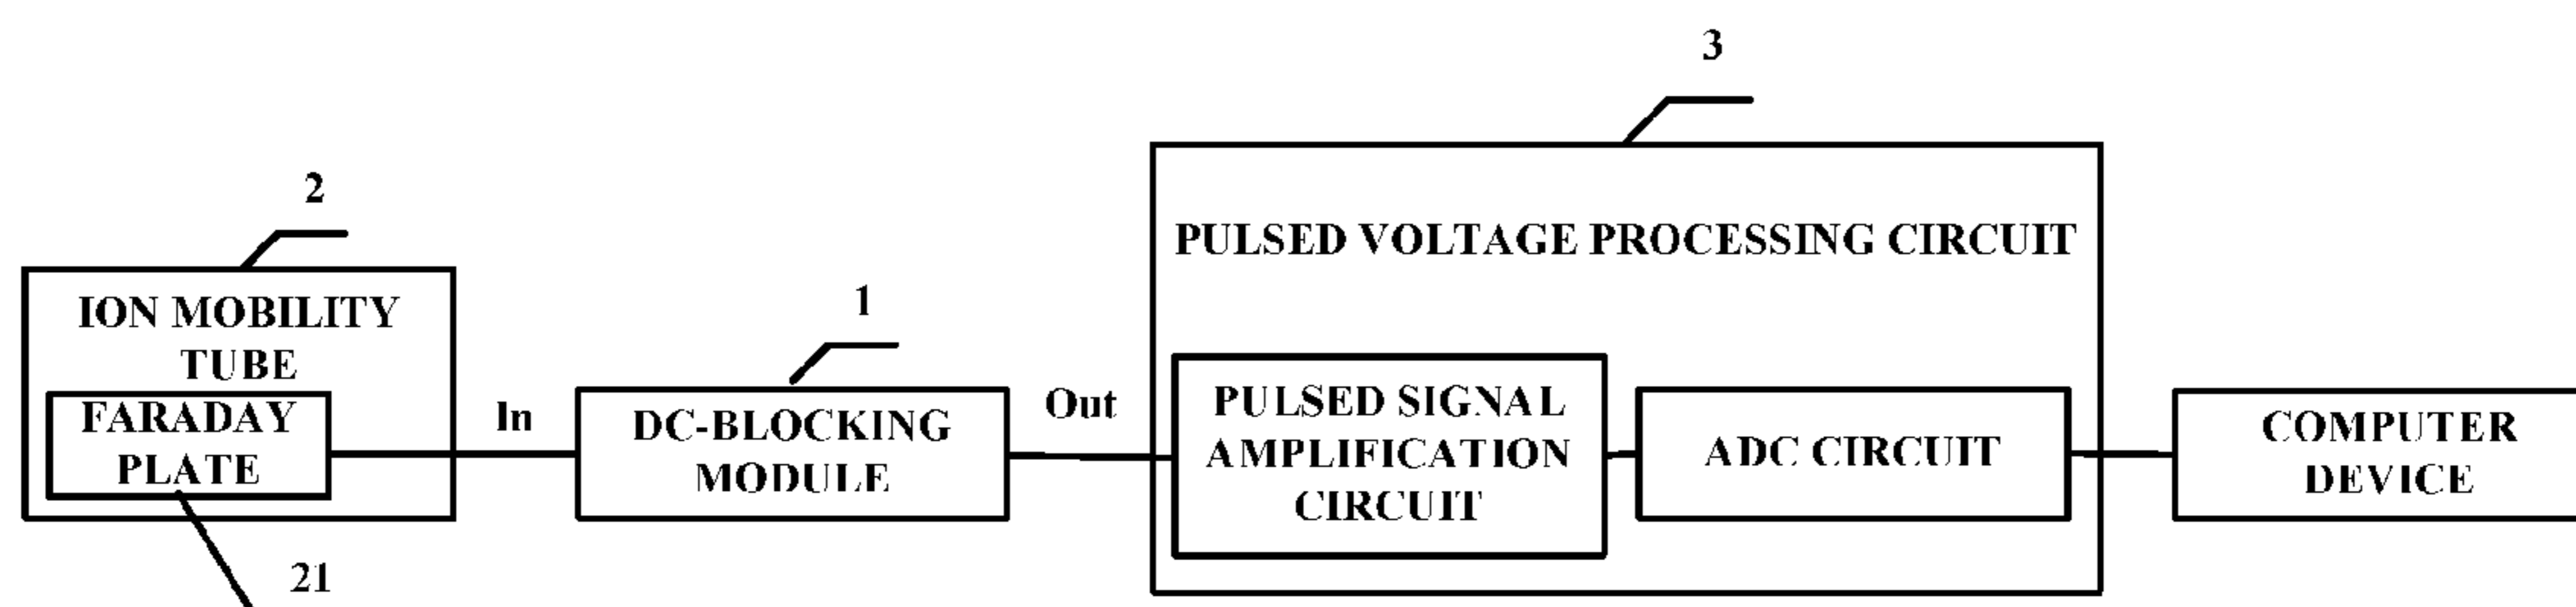 3
2
PULSED VOLTAGE PROCESSING CIRCUIT
ION MOBILITY
TUBE
1
FARADAY
PLATE
In
DC-BLOCKING
MODULE
Out
PULSED SIGNAL
AMPLIFICATION
CIRCUIT
ADC CIRCUIT
COMPUTER
DEVICE
21